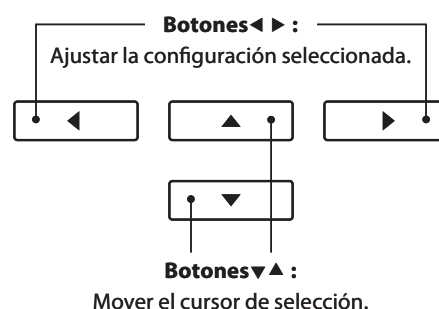 Botones◀ ▶ :
Ajustar la configuración seleccionada.
Botones▼▲ :
Mover el cursor de selección.